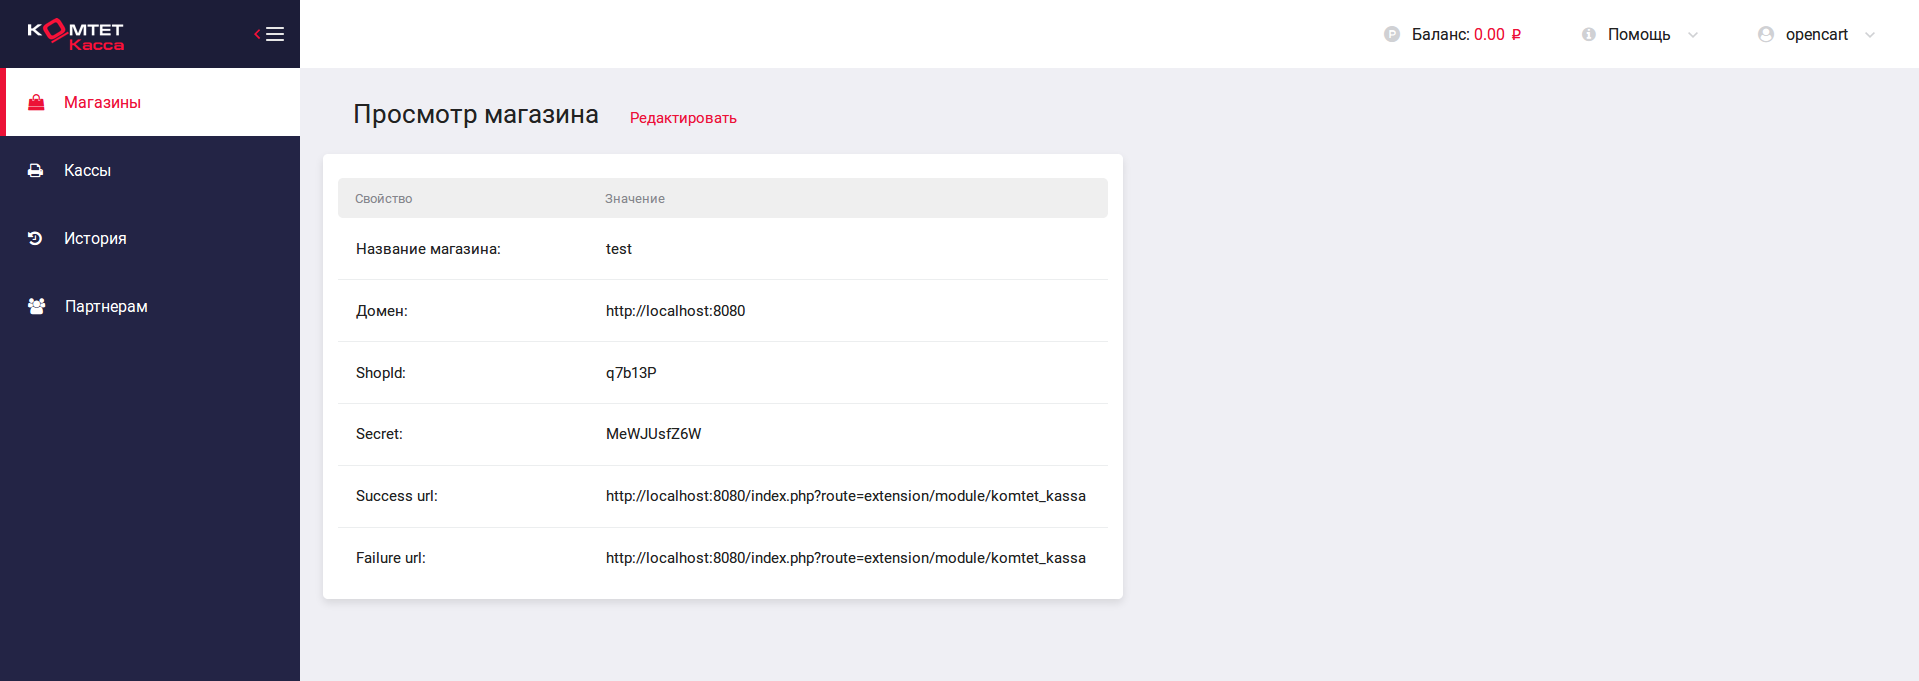 КОМТЕТ
Касса
Баланс: 0.00 ₽
Помощь
opencart
Магазины
Кассы
История
Партнерам
Просмотр магазина
Редактировать
Свойство Значение
Название магазина: test
Домен: http://localhost:8080
ShopId: q7b13P
Secret: MeWJUsfZ6W
Success url: http://localhost:8080/index.php?route=extension/module/komtet_kassa
Failure url: http://localhost:8080/index.php?route=extension/module/komtet_kassa